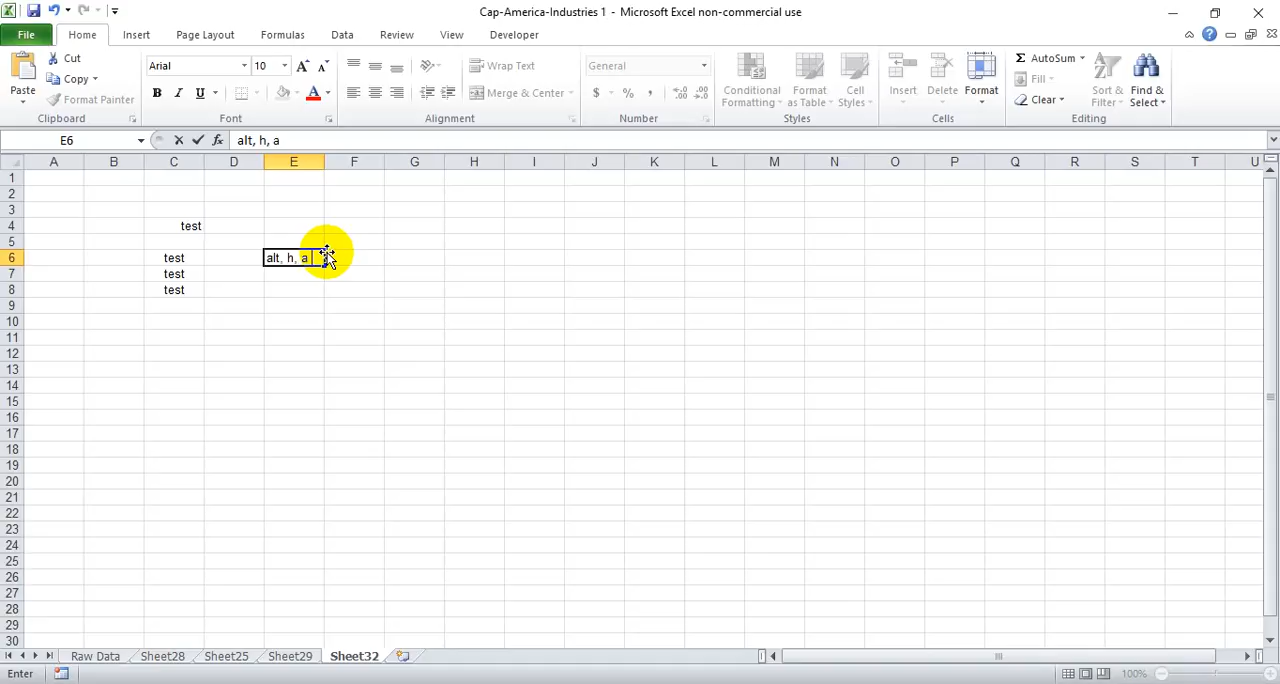 Cap-America-Industries 1 - Microsoft Excel non-commercial use
File Home Insert Page Layout Formulas Data Review View Developer
Paste
Cut
Copy
Format Painter
Clipboard
Arial 10
B I U
Font
Wrap Text
Merge & Center
Alignment
General
$ % ,
Number
Conditional Formatting
Format as Table
Cell Styles
Styles
Insert
Delete
Format
Cells
Σ AutoSum
Fill
Clear
Sort & Filter
Find & Select
Editing
E6 fx alt, h, a
A B C D E F G H I J K L M N O P Q R S T U
1
2
3
4 test
5
6 test alt, h, a
7 test
8 test
9
10
11
12
13
14
15
16
17
18
19
20
21
22
23
24
25
26
27
28
29
30
Raw Data Sheet28 Sheet25 Sheet29 Sheet32
Enter 100%